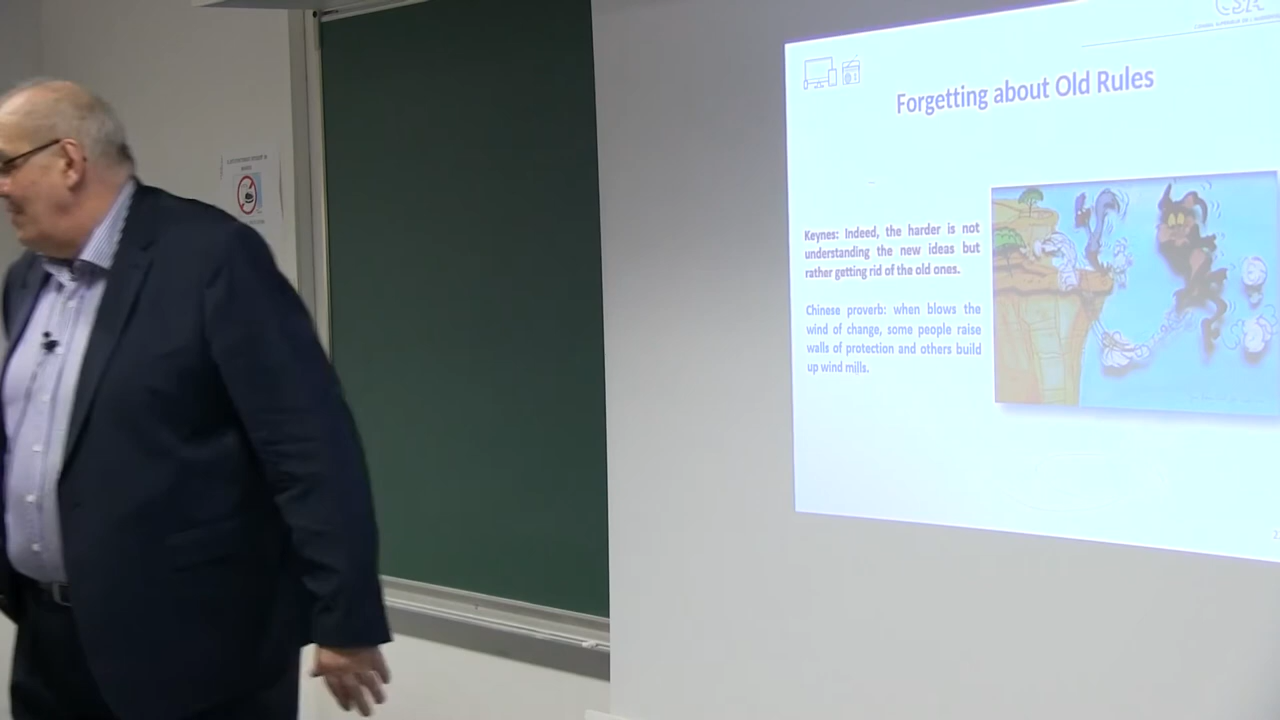 CSA
Forgetting about Old Rules
Keynes: Indeed, the harder is not
understanding the new ideas but
rather getting rid of the old ones.
Chinese proverb: when blows the
wind of change, some people raise
walls of protection and others build
up wind mills.